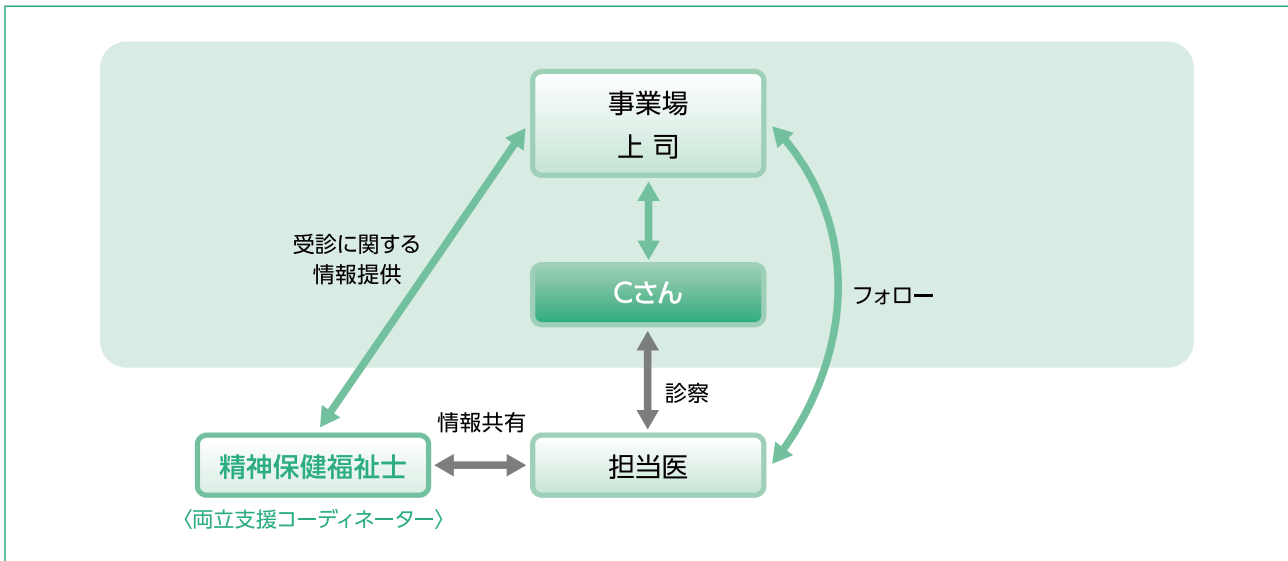 事業場
上 司
受診に関する
情報提供
Cさん
フォロー
診察
情報共有
精神保健福祉士
担当医
〈両立支援コーディネーター〉